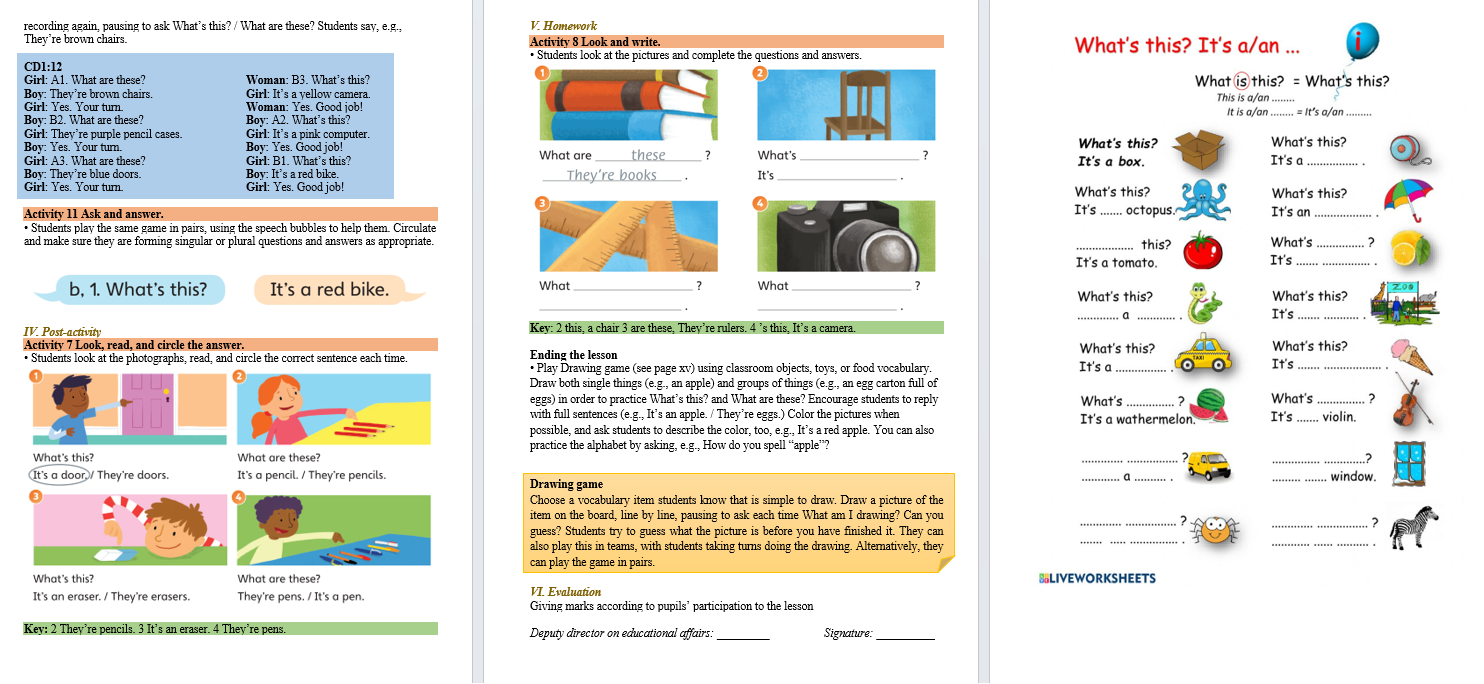 recording again, pausing to ask What's this? / What are these? Students say, e.g.,
They're brown chairs.
CD1:12
Girl: A1. What are these?
Boy: They're brown chairs.
Girl: Yes. Your turn.
Boy: B2. What are these?
Girl: They're purple pencil cases.
Boy: Yes. Your turn.
Girl: A3. What are these?
Boy: They're blue doors.
Girl: Yes. Your turn.
Woman: B3. What's this?
Girl: It's a yellow camera.
Woman: Yes. Good job!
Boy: A2. What's this?
Girl: It's a pink computer.
Boy: Yes. Good job!
Girl: B1. What's this?
Boy: It's a red bike.
Girl: Yes. Good job!
Activity 11 Ask and answer.
• Students play the same game in pairs, using the speech bubbles to help them. Circulate
and make sure they are forming singular or plural questions and answers as appropriate.
b, 1. What's this?
It's a red bike.
IV. Post-activity
Activity 7 Look, read, and circle the answer.
• Students look at the photographs, read, and circle the correct sentence each time.
1
What's this?
It's a door. / They're doors.
2
What are these?
It's a pencil. / They're pencils.
3
What's this?
It's an eraser. / They're erasers.
4
What are these?
They're pens. / It's a pen.
Key: 2 They're pencils. 3 It's an eraser. 4 They're pens.
V. Homework
Activity 8 Look and write.
• Students look at the pictures and complete the questions and answers.
1
What are these ?
They're books .
2
What's ____________ ?
It's ____________ .
3
What ____________ ?
____________ .
4
What ____________ ?
____________ .
Key: 2 this, a chair 3 are these, They're rulers. 4 's this, It's a camera.
Ending the lesson
• Play Drawing game (see page xv) using classroom objects, toys, or food vocabulary.
Draw both single things (e.g., an apple) and groups of things (e.g., an egg carton full of
eggs) in order to practice What's this? and What are these? Encourage students to reply
with full sentences (e.g., It's an apple. / They're eggs.) Color the pictures when
possible, and ask students to describe the color, too, e.g., It's a red apple. You can also
practice the alphabet by asking, e.g., How do you spell “apple”?
Drawing game
Choose a vocabulary item students know that is simple to draw. Draw a picture of the
item on the board, line by line, pausing to ask each time What am I drawing? Can you
guess? Students try to guess what the picture is before you have finished it. They can
also play this in teams, with students taking turns doing the drawing. Alternatively, they
can play the game in pairs.
VI. Evaluation
Giving marks according to pupils' participation to the lesson
Deputy director on educational affairs: ________ Signature: ________
What's this? It's a/an ...
i
What is this? = What's this?
This is a/an ........
It is a/an ........ = It's a/an ........
What's this?
It's a box.
What's this?
It's a .............. .
What's this?
It's ...... octopus.
What's this?
It's an ............... .
................ this?
It's a tomato.
What's .............. ?
It's ...... .............. .
What's this?
............ a ............ .
What's this?
It's ...... .............. .
ZOO
What's this?
It's a .............. .
TAXI
What's this?
It's ...... .............. .
What's .............. ?
It's a wathermelon.
What's .............. ?
It's ...... violin.
............ .............. ?
........... a .......... .
............ ..............?
......... ....... window.
............ .............. ?
...... .... .............. .
............ .............. ?
...... .... .............. .
LIVEWORKSHEETS